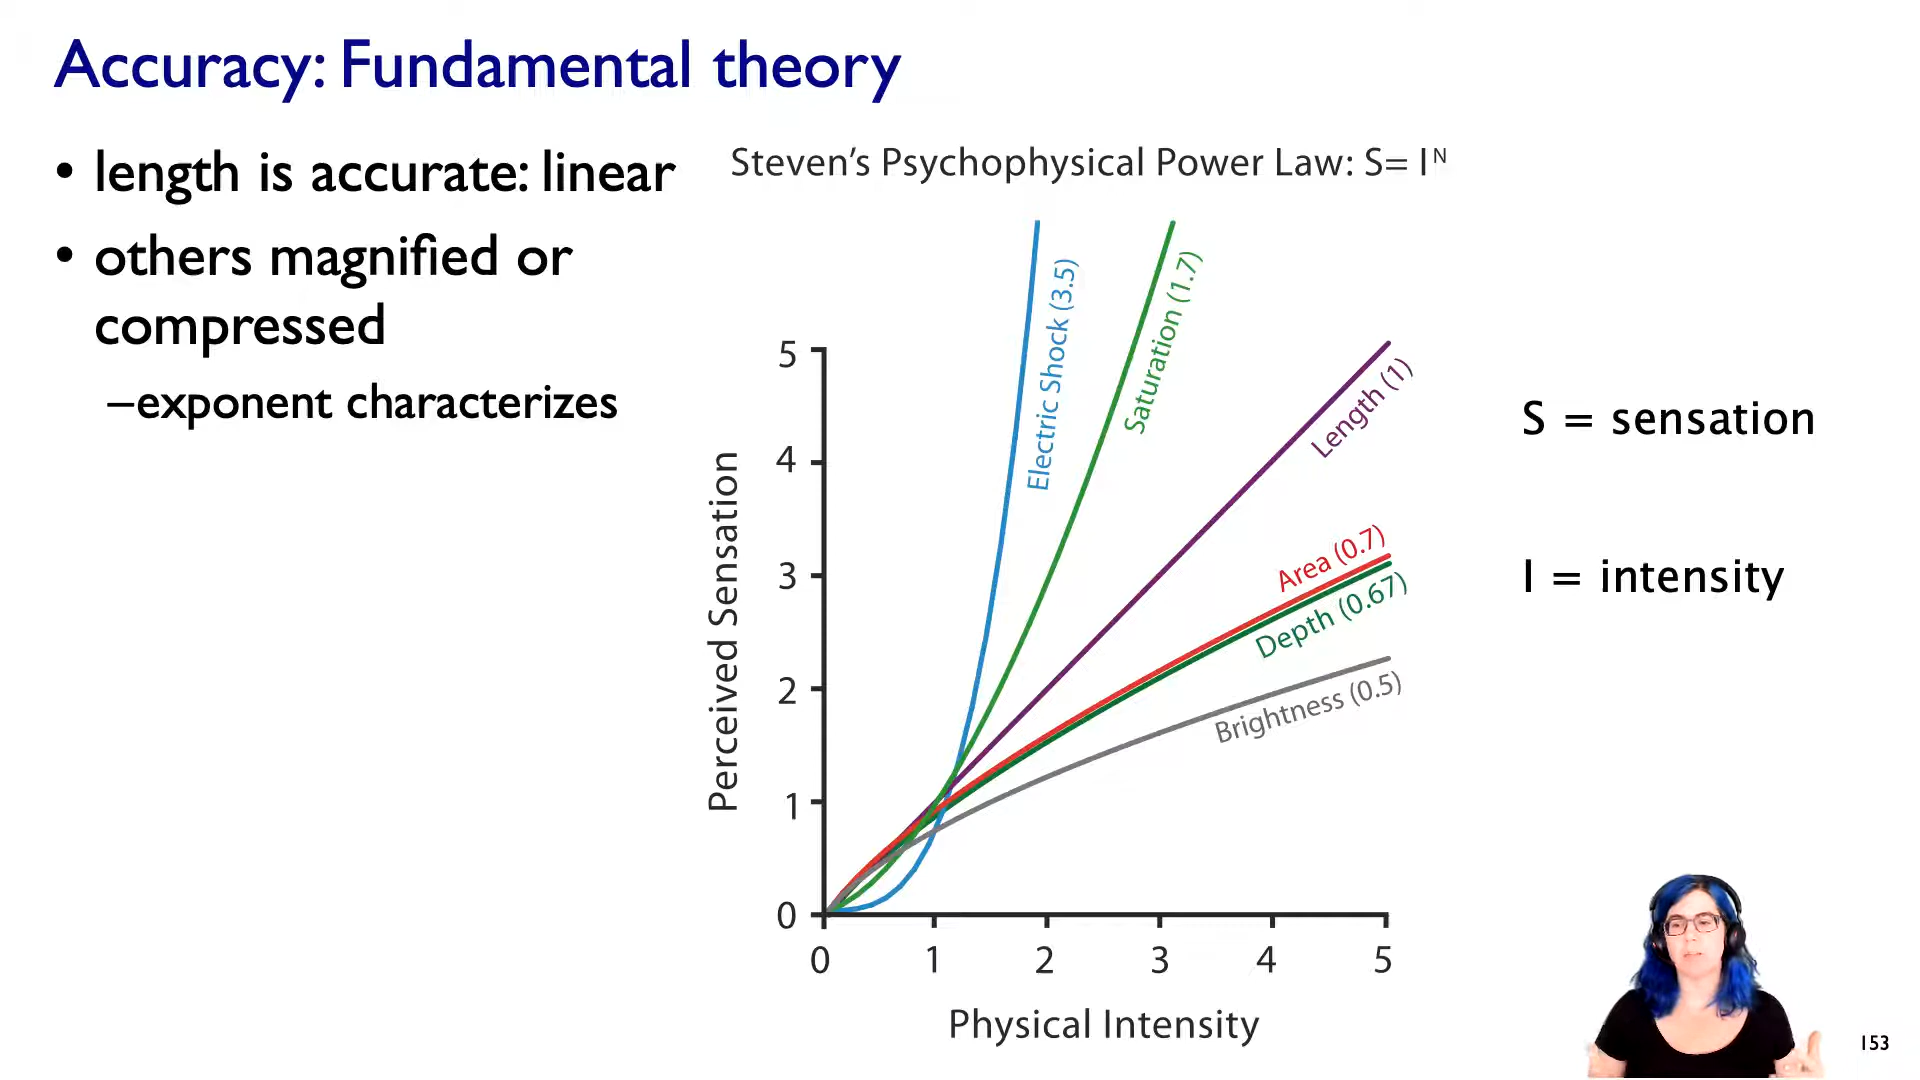 Accuracy: Fundamental theory
• length is accurate: linear
• others magnified or
compressed
–exponent characterizes
Steven's Psychophysical Power Law: S= I^N
Electric Shock (3.5)
Saturation (1.7)
Length (1)
Area (0.7)
Depth (0.67)
Brightness (0.5)
Perceived Sensation
5
4
3
2
1
0
0 1 2 3 4 5
Physical Intensity
S = sensation
I = intensity
153